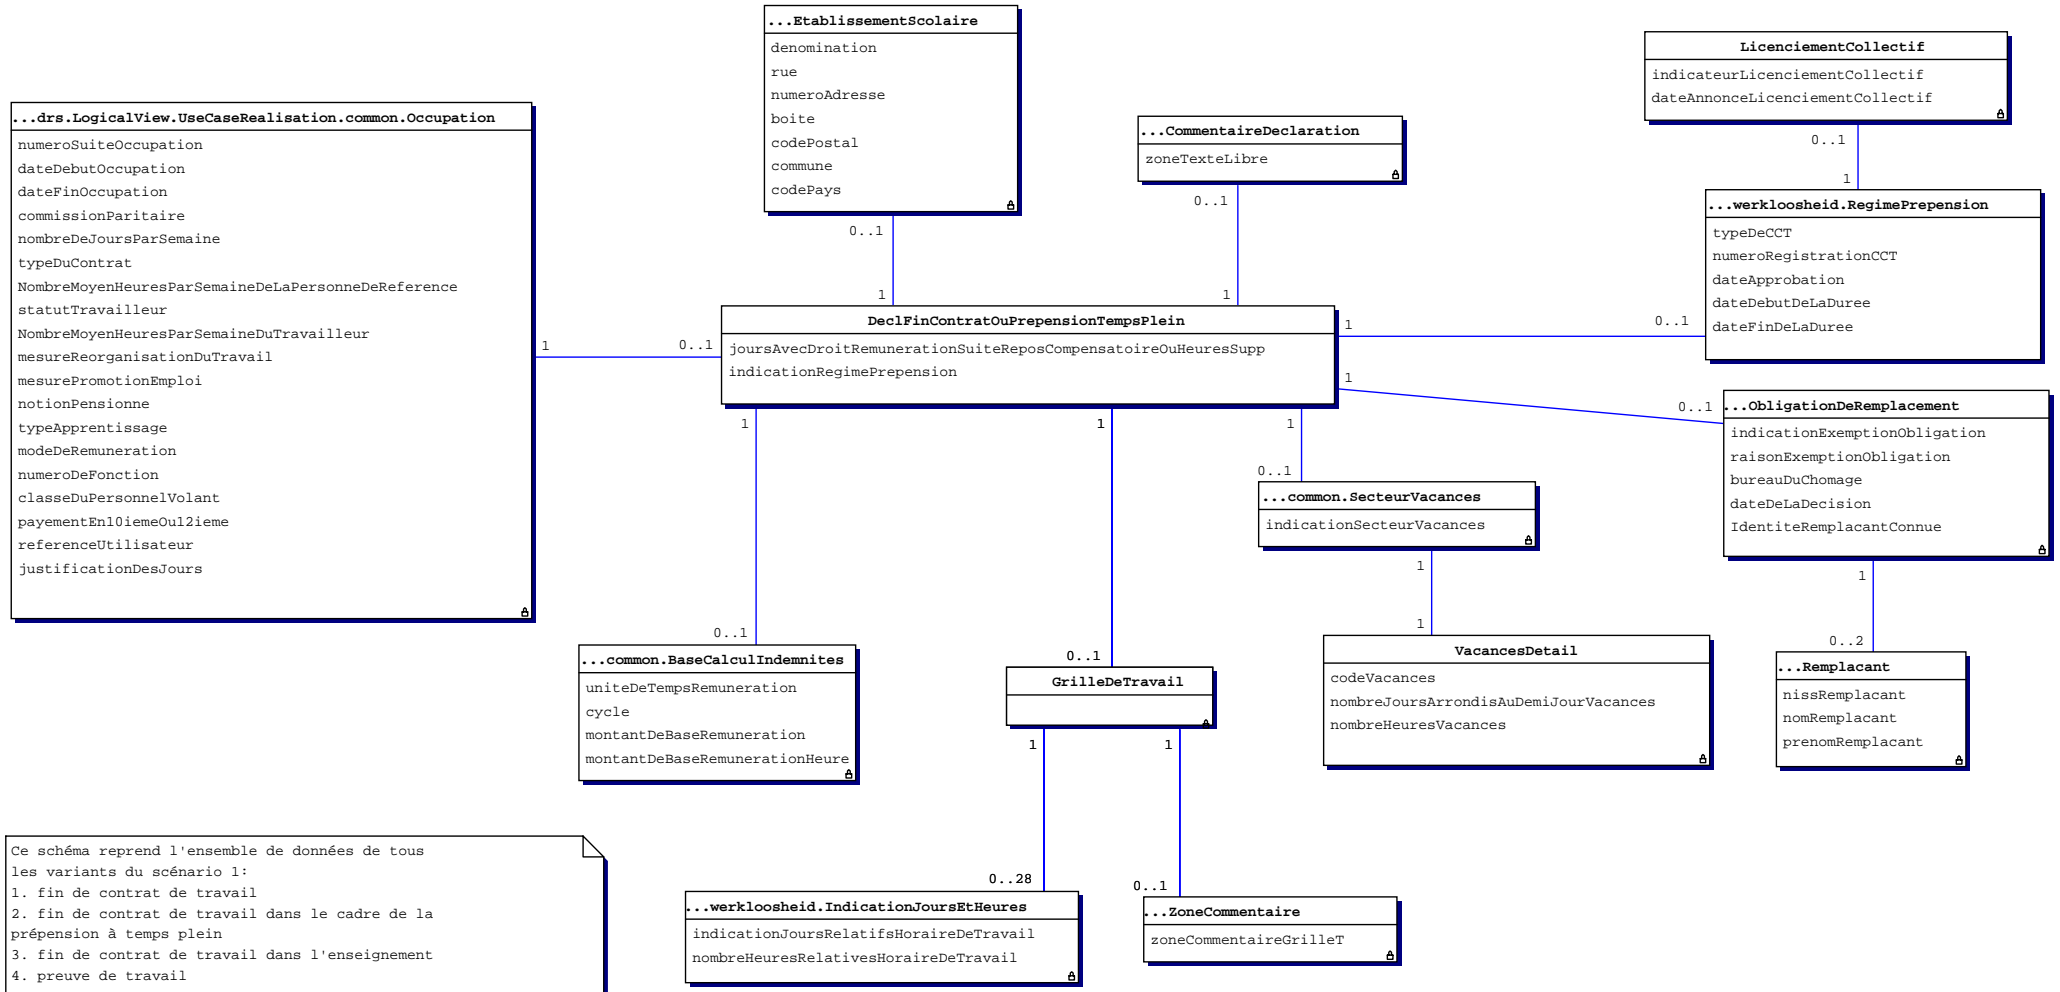 ...EtablissementScolaire
denomination
rue
numeroAdresse
boite
codePostal
commune
codePays
LicenciementCollectif
indicateurLicenciementCollectif
dateAnnonceLicenciementCollectif
...drs.LogicalView.UseCaseRealisation.common.Occupation
numeroSuiteOccupation
dateDebutOccupation
dateFinOccupation
commissionParitaire
nombreDeJoursParSemaine
typeDuContrat
NombreMoyenHeuresParSemaineDeLaPersonneDeReference
statutTravailleur
NombreMoyenHeuresParSemaineDuTravailleur
mesureReorganisationDuTravail
mesurePromotionEmploi
notionPensionne
typeApprentissage
modeDeRemuneration
numeroDeFonction
classeDuPersonnelVolant
payementEn10iemeOu12ieme
referenceUtilisateur
justificationDesJours
...CommentaireDeclaration
zoneTexteLibre
0..1
1
0..1
1
0..1
1
...werkloosheid.RegimePrepension
typeDeCCT
numeroRegistrationCCT
dateApprobation
dateDebutDeLaDuree
dateFinDeLaDuree
DeclFinContratOuPrepensionTempsPlein
joursAvecDroitRemunerationSuiteReposCompensatoireOuHeuresSupp
indicationRegimePrepension
1
0..1
1
0..1
1
0..1
...ObligationDeRemplacement
indicationExemptionObligation
raisonExemptionObligation
bureauDuChomage
dateDeLaDecision
IdentiteRemplacantConnue
1
1
1
0..1
...common.SecteurVacances
indicationSecteurVacances
1
1
1
0..2
0..1
0..1
...common.BaseCalculIndemnites
uniteDeTempsRemuneration
cycle
montantDeBaseRemuneration
montantDeBaseRemunerationHeure
GrilleDeTravail
VacancesDetail
codeVacances
nombreJoursArrondisAuDemiJourVacances
nombreHeuresVacances
...Remplacant
nissRemplacant
nomRemplacant
prenomRemplacant
1
1
0..28
0..1
Ce schéma reprend l'ensemble de données de tous
les variants du scénario 1:
1. fin de contrat de travail
2. fin de contrat de travail dans le cadre de la
prépension à temps plein
3. fin de contrat de travail dans l'enseignement
4. preuve de travail
...werkloosheid.IndicationJoursEtHeures
indicationJoursRelatifsHoraireDeTravail
nombreHeuresRelativesHoraireDeTravail
...ZoneCommentaire
zoneCommentaireGrilleT